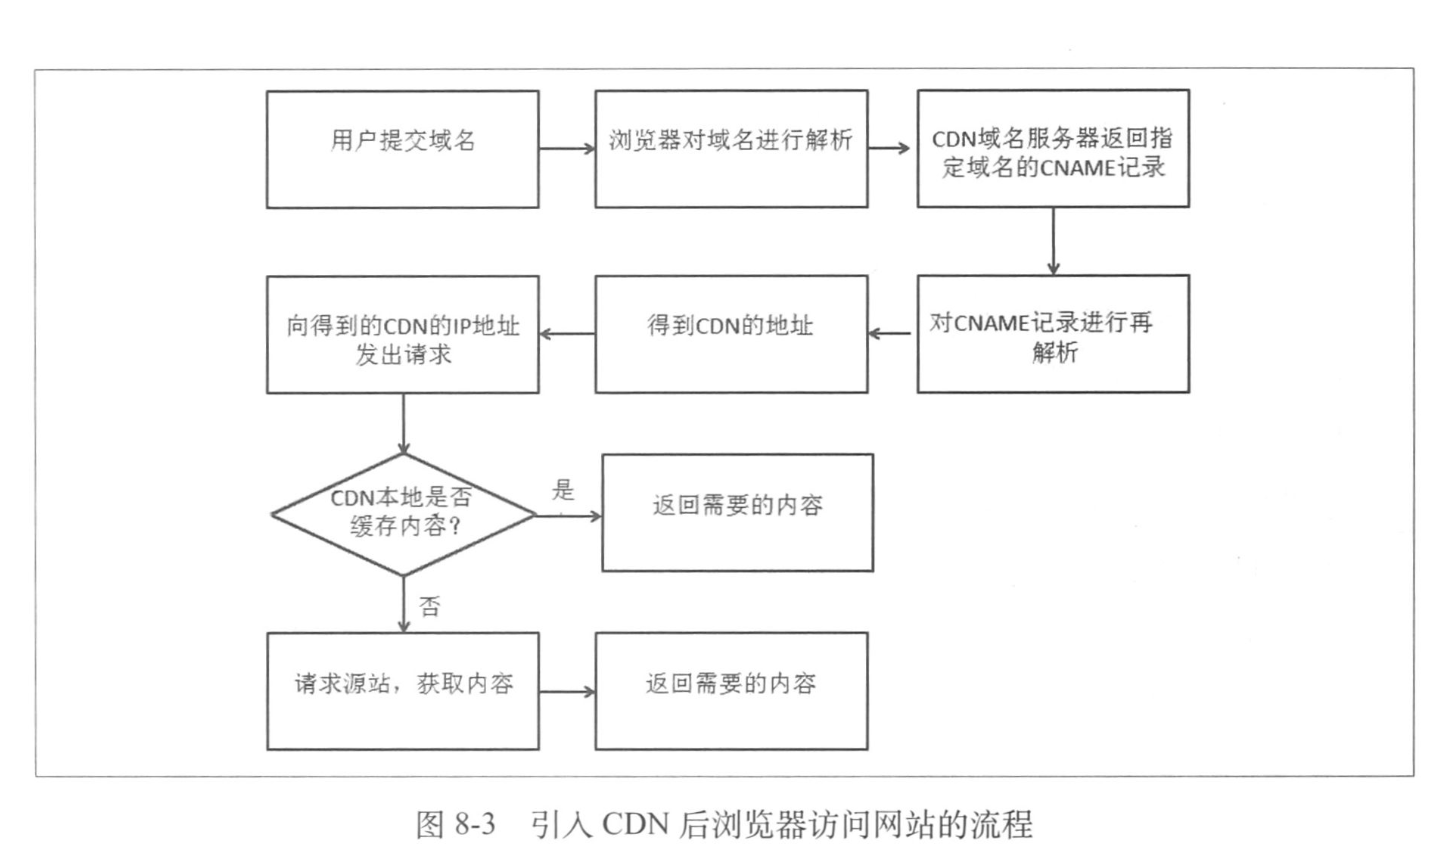 用户提交域名
浏览器对域名进行解析
CDN域名服务器返回指
定域名的CNAME记录
向得到的CDN的IP地址
发出请求
得到CDN的地址
对CNAME记录进行再
解析
CDN本地是否
缓存内容？
是
返回需要的内容
否
请求源站，获取内容
返回需要的内容
图 8-3 引入 CDN 后浏览器访问网站的流程